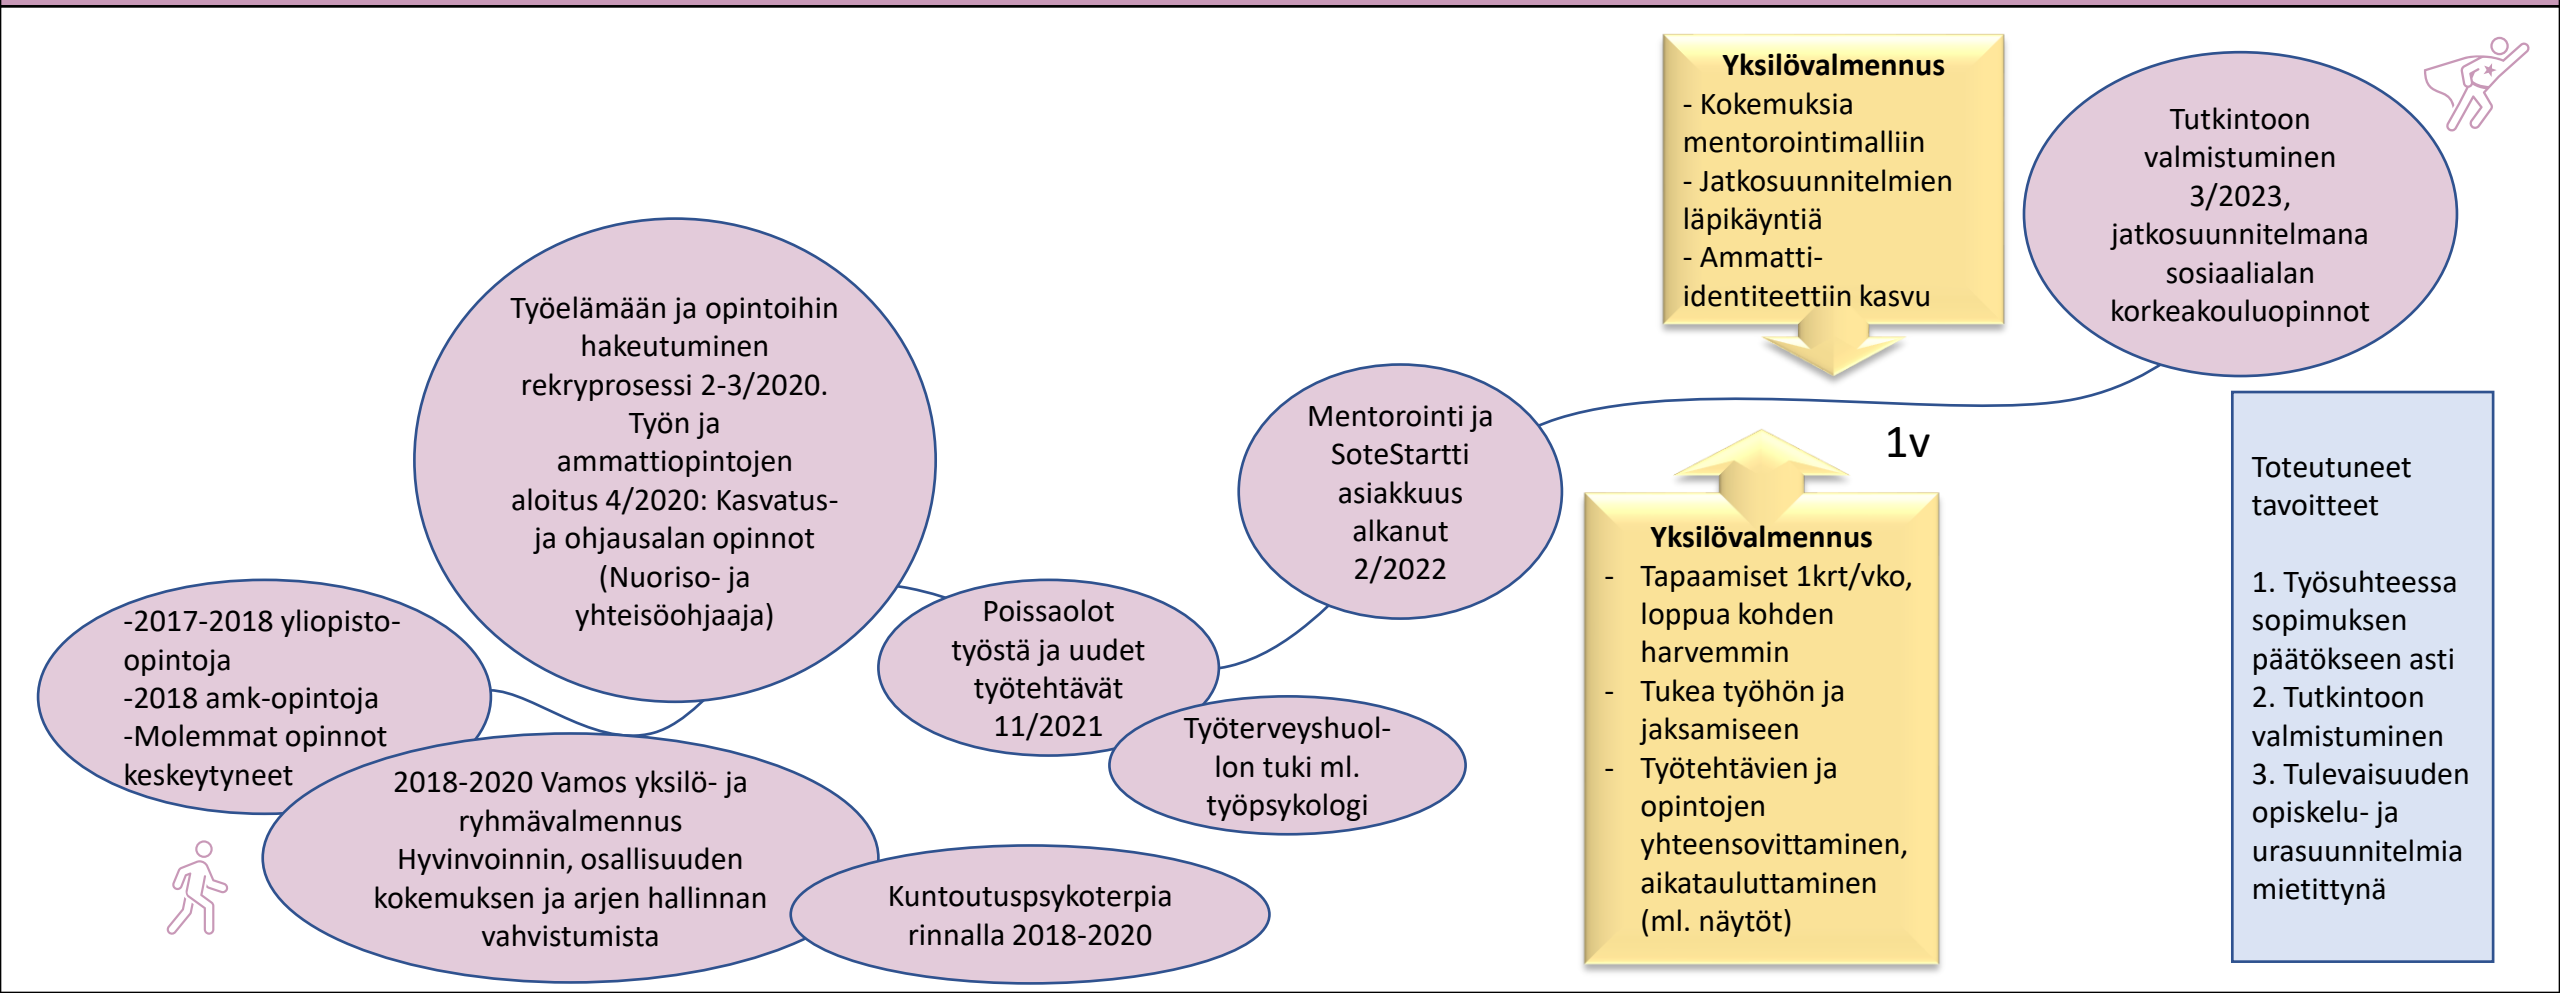 -2017-2018 yliopisto-
opintoja
-2018 amk-opintoja
-Molemmat opinnot
keskeytyneet
2018-2020 Vamos yksilö- ja
ryhmävalmennus
Hyvinvoinnin, osallisuuden
kokemuksen ja arjen hallinnan
vahvistumista
Kuntoutuspsykoterpia
rinnalla 2018-2020
Työelämään ja opintoihin
hakeutuminen
rekryprosessi 2-3/2020.
Työn ja
ammattiopintojen
aloitus 4/2020: Kasvatus-
ja ohjausalan opinnot
(Nuoriso- ja
yhteisöohjaaja)
Poissaolot
työstä ja uudet
työtehtävät
11/2021
Työterveyshuol-
lon tuki ml.
työpsykologi
Mentorointi ja
SoteStartti
asiakkuus
alkanut
2/2022
Yksilövalmennus
- Kokemuksia
mentorointimalliin
- Jatkosuunnitelmien
läpikäyntiä
- Ammatti-
identiteettiin kasvu
1v
Yksilövalmennus
- Tapaamiset 1krt/vko,
loppua kohden
harvemmin
- Tukea työhön ja
jaksamiseen
- Työtehtävien ja
opintojen
yhteensovittaminen,
aikatauluttaminen
(ml. näytöt)
Tutkintoon
valmistuminen
3/2023,
jatkosuunnitelmana
sosiaalialan
korkeakouluopinnot
Toteutuneet
tavoitteet
1. Työsuhteessa
sopimuksen
päätökseen asti
2. Tutkintoon
valmistuminen
3. Tulevaisuuden
opiskelu- ja
urasuunnitelmia
mietittynä